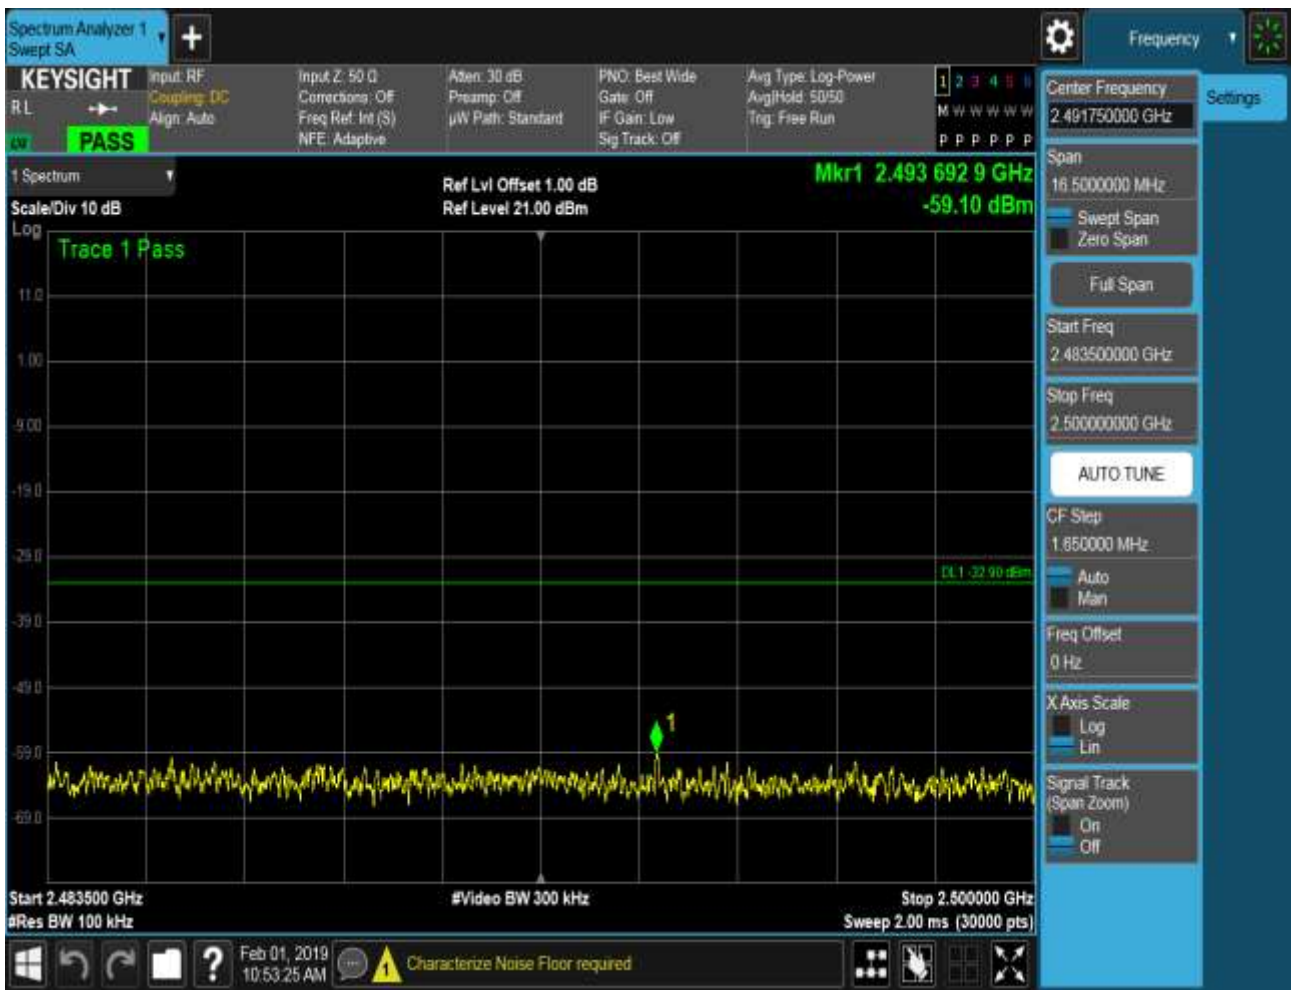 Spectrum Analyzer 1
Swept SA
+
Frequency
KEYSIGHT
R L
PASS
Input: RF
Coupling: DC
Align: Auto
Input Z: 50 Ω
Corrections: Off
Freq Ref: Int (S)
NFE: Adaptive
Atten: 30 dB
Preamp: Off
µW Path: Standard
PNO: Best Wide
Gate: Off
IF Gain: Low
Sig Track: Off
Avg Type: Log-Power
Avg|Hold: 50/50
Trig: Free Run
1 2 3 4 5 6
M W W W W W
P P P P P P
1 Spectrum
Scale/Div 10 dB
Log
Ref Lvl Offset 1.00 dB
Ref Level 21.00 dBm
Mkr1 2.493 692 9 GHz
-59.10 dBm
Trace 1 Pass
11.0
1.00
-9.00
-19.0
-29.0
DL1 -32.90 dBm
-39.0
-49.0
1
-59.0
-69.0
Start 2.483500 GHz
#Res BW 100 kHz
#Video BW 300 kHz
Stop 2.500000 GHz
Sweep 2.00 ms (30000 pts)
?
Feb 01, 2019
10:53:25 AM
1
Characterize Noise Floor required
Center Frequency
2.491750000 GHz
Settings
Span
16.5000000 MHz
Swept Span
Zero Span
Full Span
Start Freq
2.483500000 GHz
Stop Freq
2.500000000 GHz
AUTO TUNE
CF Step
1.650000 MHz
Auto
Man
Freq Offset
0 Hz
X Axis Scale
Log
Lin
Signal Track
(Span Zoom)
On
Off